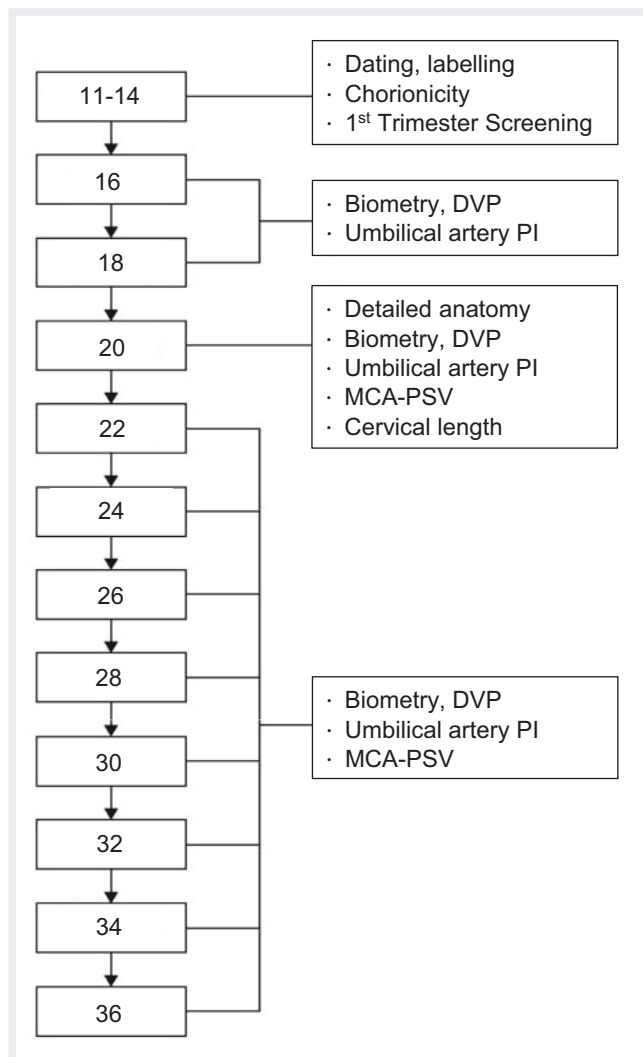 11-14
· Dating, labelling
· Chorionicity
· 1st Trimester Screening
16
18
· Biometry, DVP
· Umbilical artery PI
20
· Detailed anatomy
· Biometry, DVP
· Umbilical artery PI
· MCA-PSV
· Cervical length
22
24
26
28
30
32
34
36
· Biometry, DVP
· Umbilical artery PI
· MCA-PSV